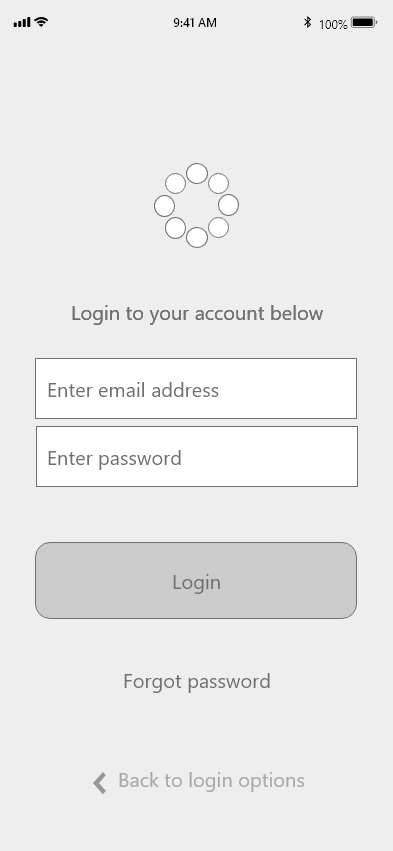 9:41 AM 100%
Login to your account below
Enter email address
Enter password
Login
Forgot password
Back to login options